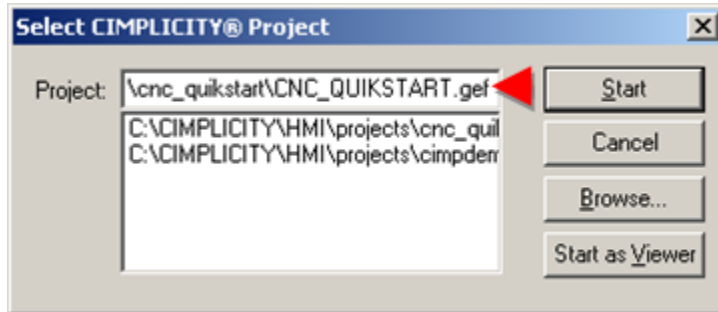 Select CIMPLICITY® Project
Project:
\cnc_quikstart\CNC_QUIKSTART.gef
C:\CIMPLICITY\HMI\projects\cnc_quil
C:\CIMPLICITY\HMI\projects\cimpdem
Start
Cancel
Browse...
Start as Viewer